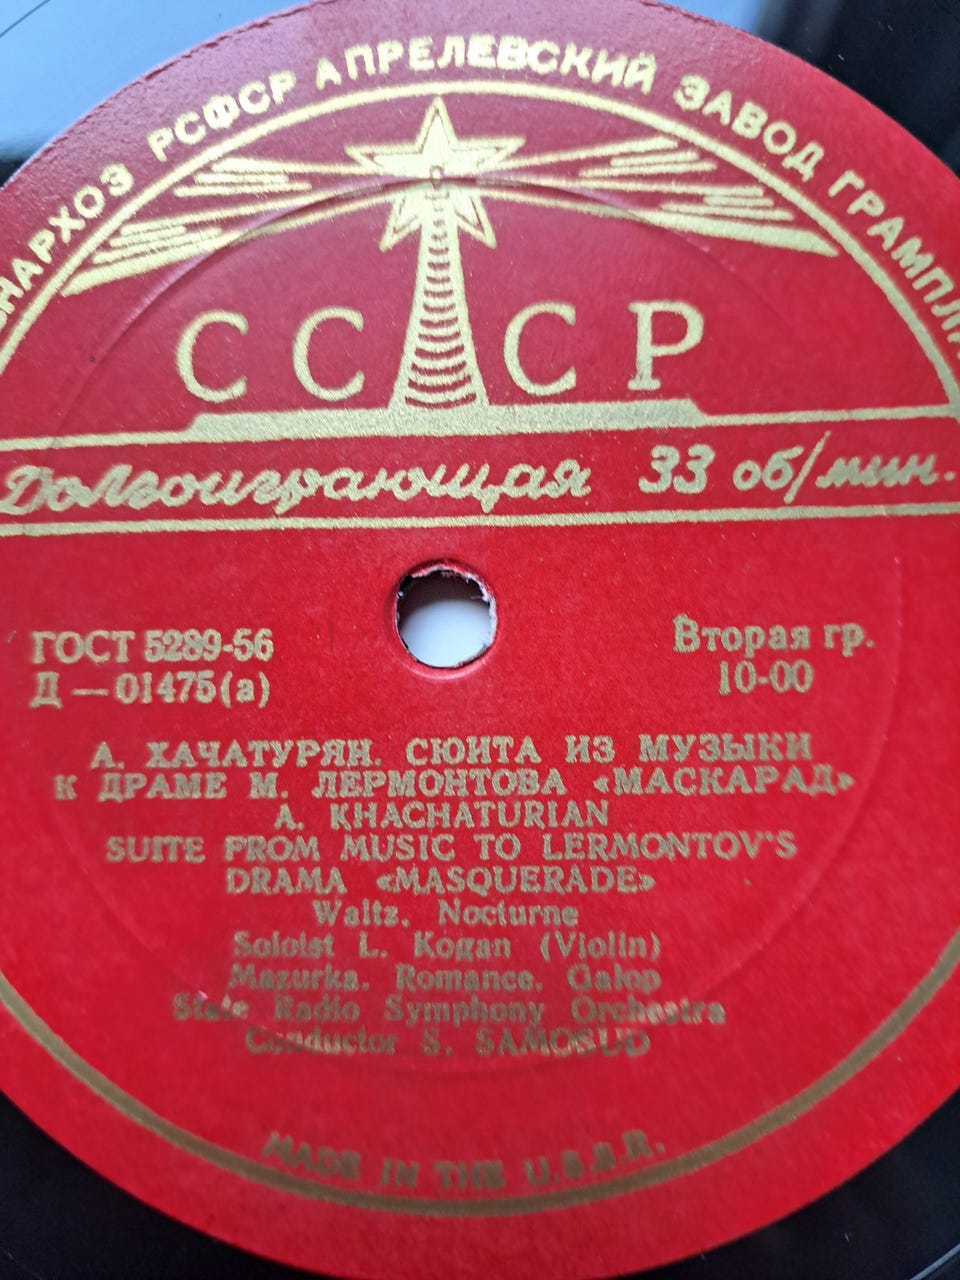 РСФСР АПРЕЛЕВСКИЙ ЗАВОД
СССР
Долгоиграющая 33 об/мин.
ГОСТ 5289-56
Д — 01475(а)
Вторая гр.
10-00
А. ХАЧАТУРЯН. СЮИТА ИЗ МУЗЫКИ
К ДРАМЕ М. ЛЕРМОНТОВА «МАСКАРАД»
A. KHACHATURIAN
SUITE FROM MUSIC TO LERMONTOV'S
DRAMA «MASQUERADE»
Waltz. Nocturne
Soloist L. Kogan (Violin)
Mazurka. Romance. Galop
State Radio Symphony Orchestra
Conductor S. SAMOSUD
MADE IN THE U.S.S.R.